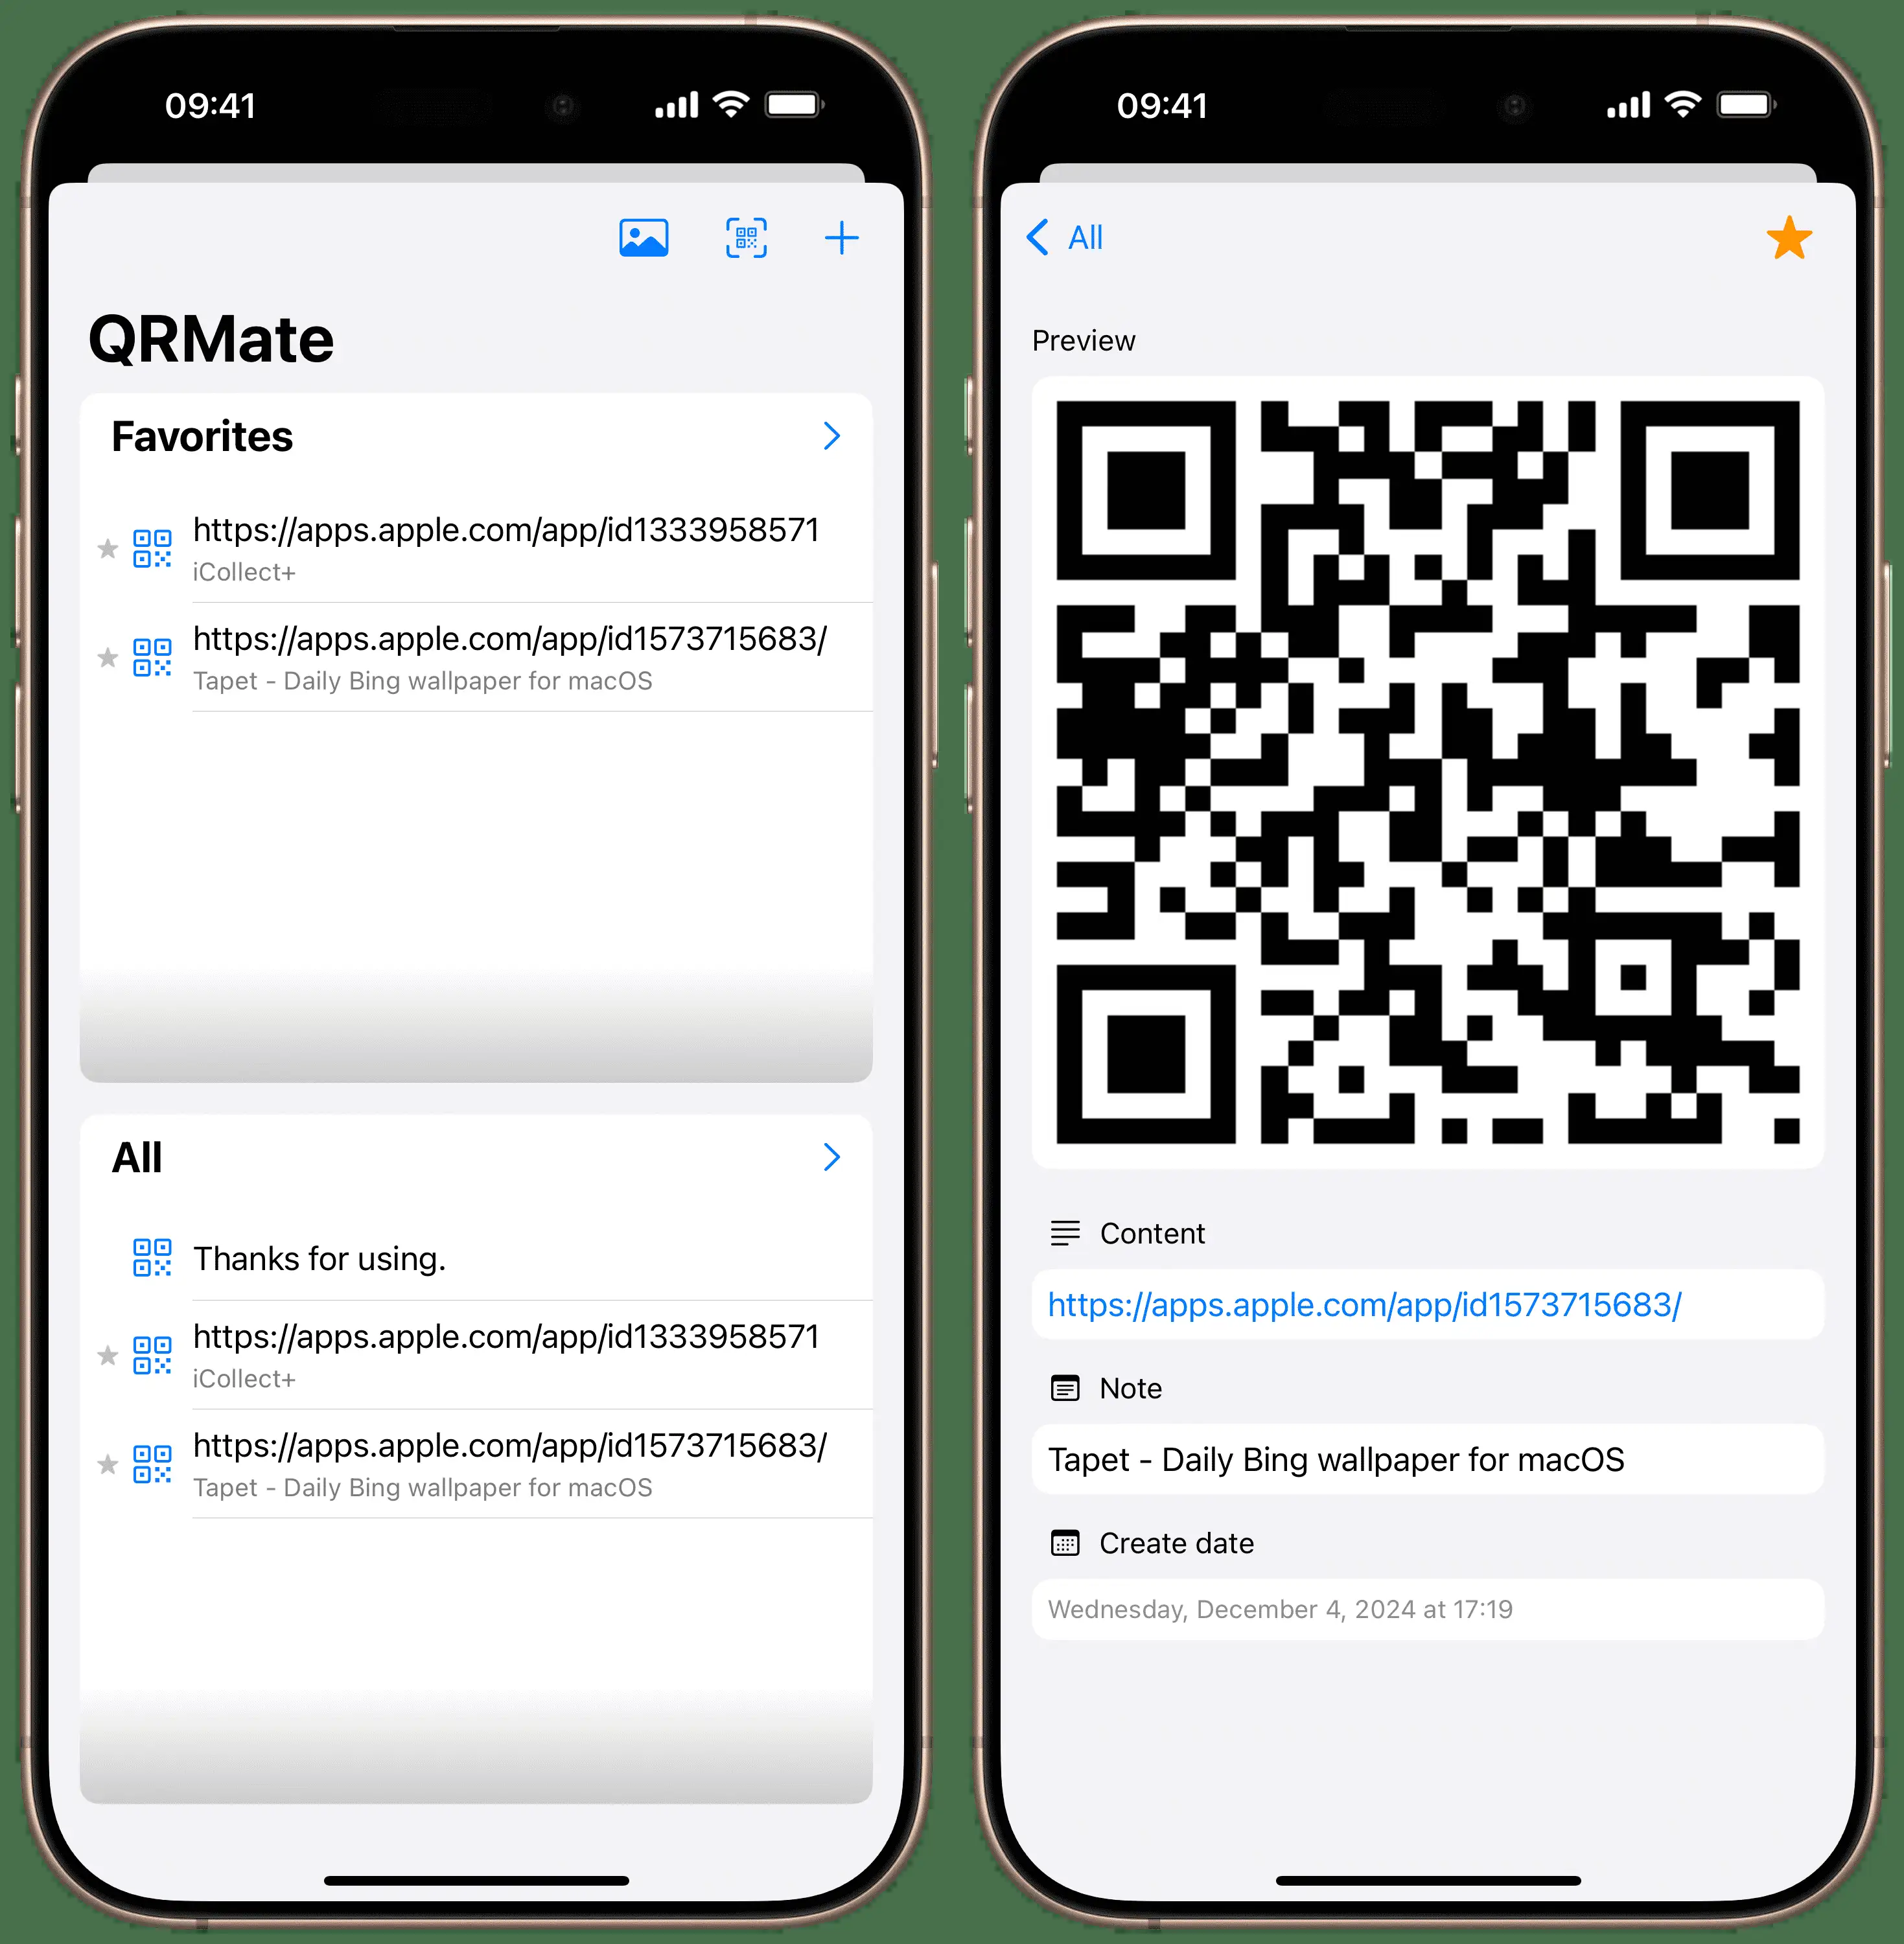 09:41
QRMate
Favorites
https://apps.apple.com/app/id1333958571
iCollect+
https://apps.apple.com/app/id1573715683/
Tapet - Daily Bing wallpaper for macOS
All
Thanks for using.
https://apps.apple.com/app/id1333958571
iCollect+
https://apps.apple.com/app/id1573715683/
Tapet - Daily Bing wallpaper for macOS
09:41
All
Preview
Content
https://apps.apple.com/app/id1573715683/
Note
Tapet - Daily Bing wallpaper for macOS
Create date
Wednesday, December 4, 2024 at 17:19